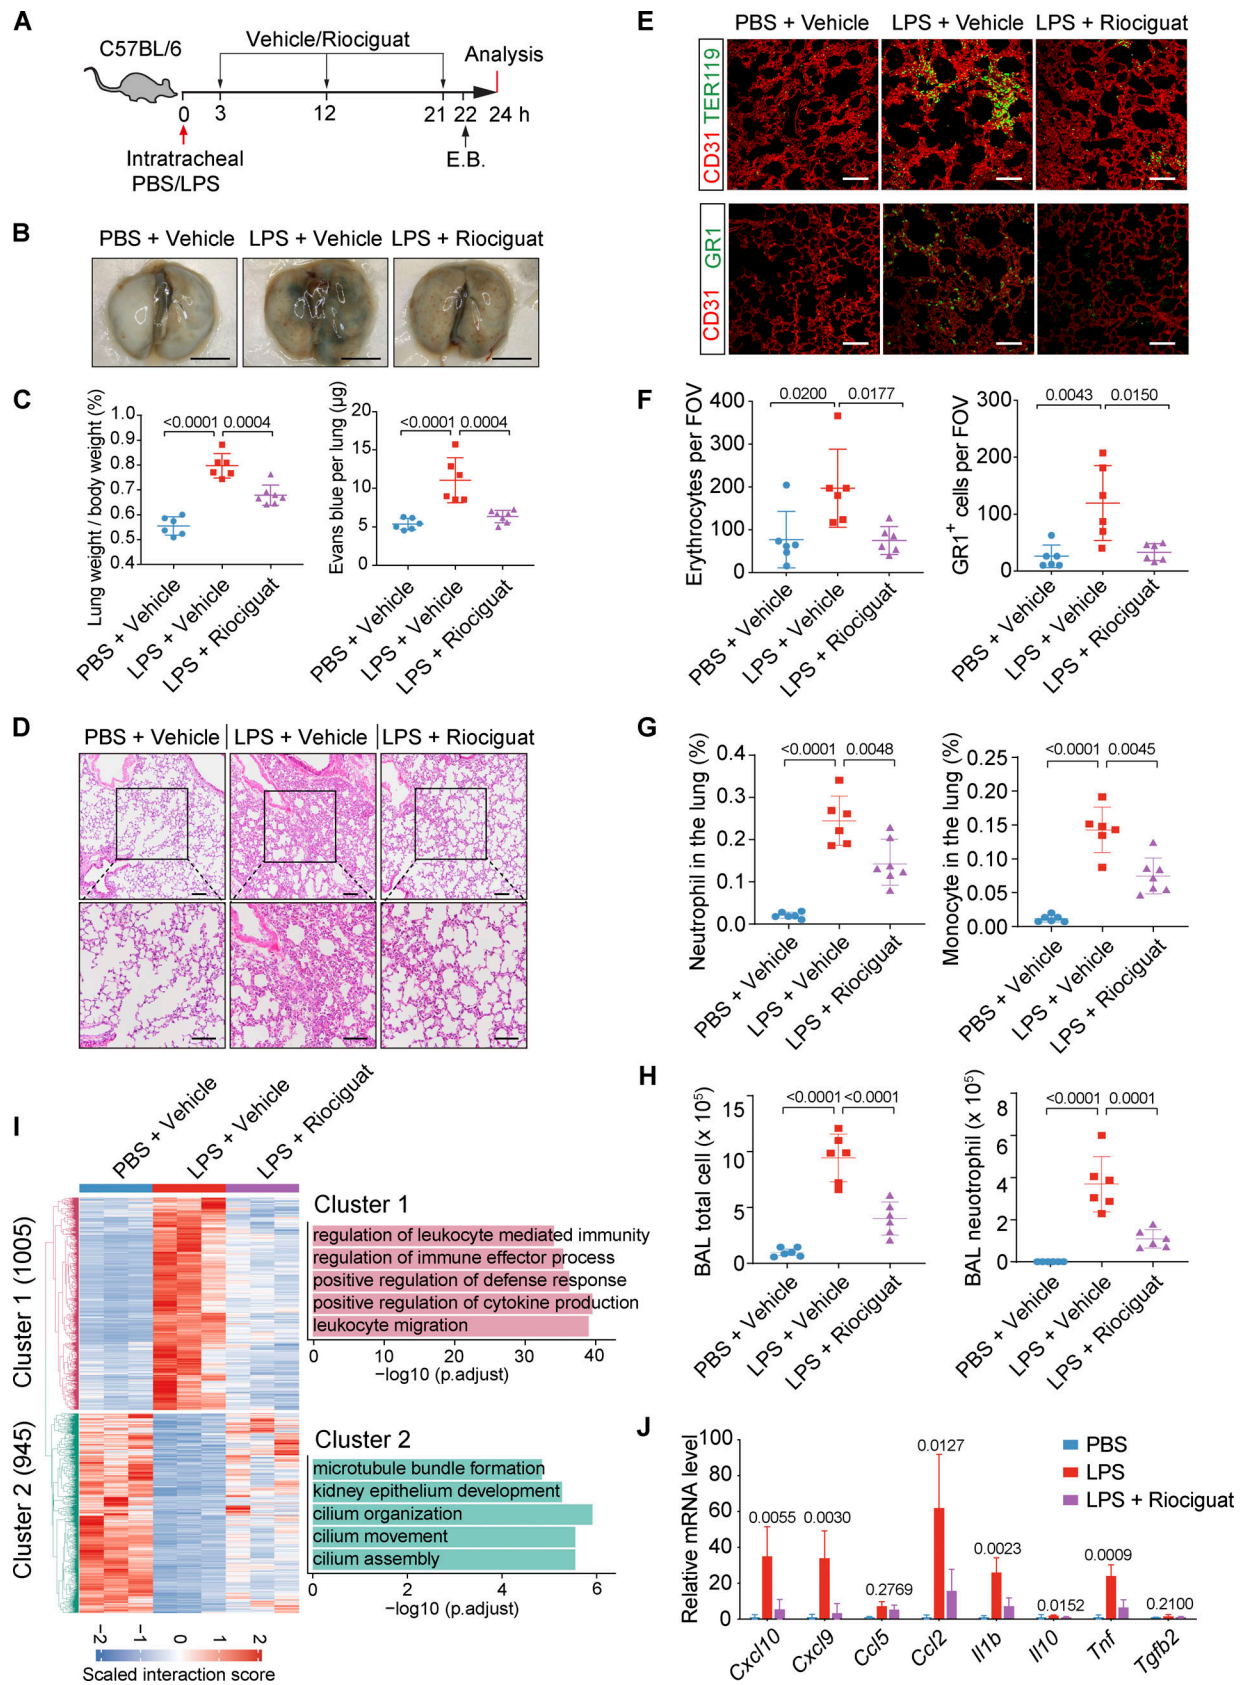 A
C57BL/6
Vehicle/Riociguat
Analysis
0 3 12 21 22 24 h
Intratracheal
PBS/LPS
E.B.
B
PBS + Vehicle LPS + Vehicle LPS + Riociguat
C
Lung weight / body weight (%)
1.0
0.9
0.8
0.7
0.6
0.5
0.4
<0.0001 0.0004
PBS + Vehicle
LPS + Vehicle
LPS + Riociguat
Evans blue per lung (µg)
20
15
10
5
0
<0.0001 0.0004
PBS + Vehicle
LPS + Vehicle
LPS + Riociguat
D
PBS + Vehicle LPS + Vehicle LPS + Riociguat
E
PBS + Vehicle LPS + Vehicle LPS + Riociguat
CD31 TER119
CD31 GR1
F
Erythrocytes per FOV
400
300
200
100
0
0.0200 0.0177
PBS + Vehicle
LPS + Vehicle
LPS + Riociguat
GR1+ cells per FOV
300
200
100
0
0.0043 0.0150
PBS + Vehicle
LPS + Vehicle
LPS + Riociguat
G
Neutrophil in the lung (%)
0.4
0.3
0.2
0.1
0.0
<0.0001 0.0048
PBS + Vehicle
LPS + Vehicle
LPS + Riociguat
Monocyte in the lung (%)
0.25
0.20
0.15
0.10
0.05
0.00
<0.0001 0.0045
PBS + Vehicle
LPS + Vehicle
LPS + Riociguat
H
BAL total cell (x 10⁵)
15
10
5
0
<0.0001 <0.0001
PBS + Vehicle
LPS + Vehicle
LPS + Riociguat
BAL neuotrophil (x 10⁵)
8
6
4
2
0
<0.0001 0.0001
PBS + Vehicle
LPS + Vehicle
LPS + Riociguat
I
PBS + Vehicle
LPS + Vehicle
LPS + Riociguat
Cluster 1 (1005)
Cluster 2 (945)
Cluster 1
regulation of leukocyte mediated immunity
regulation of immune effector process
positive regulation of defense response
positive regulation of cytokine production
leukocyte migration
0 10 20 30 40
−log10 (p.adjust)
Cluster 2
microtubule bundle formation
kidney epithelium development
cilium organization
cilium movement
cilium assembly
0 2 4 6
−log10 (p.adjust)
−2 −1 0 1 2
Scaled interaction score
J
Relative mRNA level
100
80
60
40
20
0
0.0055 0.0030 0.2769 0.0127 0.0023 0.0152 0.0009 0.2100
PBS
LPS
LPS + Riociguat
Cxcl10 Cxcl9 Ccl5 Ccl2 Il1b Il10 Tnf Tgfb2